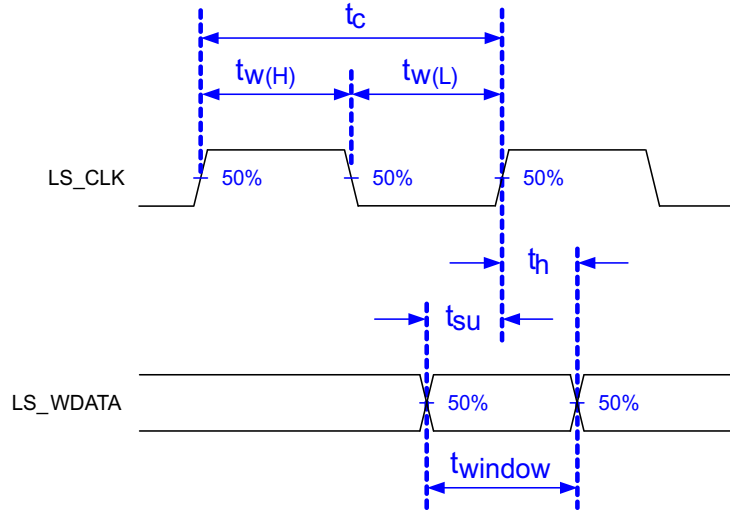 tc
tw(H) tw(L)
LS_CLK 50% 50% 50%
th
tsu
LS_WDATA 50% 50%
twindow